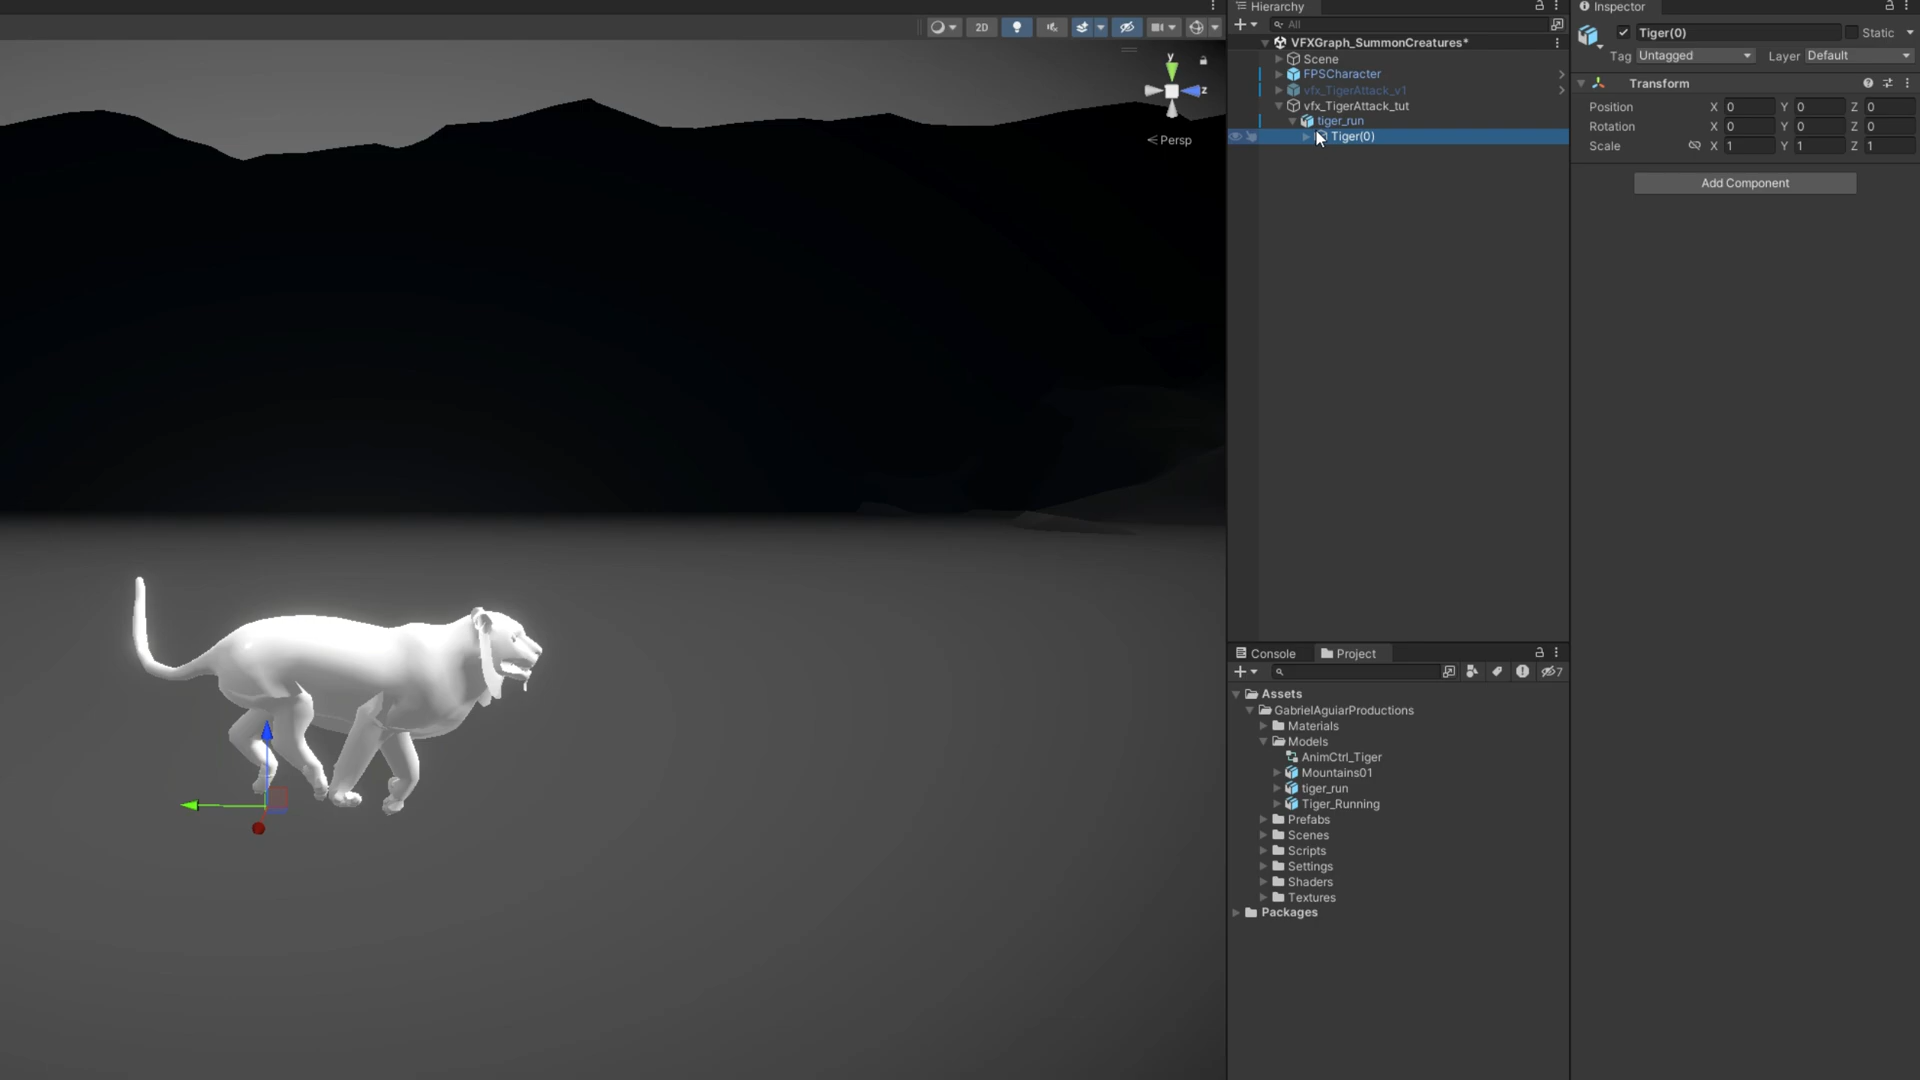 Hierarchy
All
VFXGraph_SummonCreatures*
Scene
FPSCharacter
vfx_TigerAttack_v1
vfx_TigerAttack_tut
tiger_run
Tiger(0)
2D
y
z
Persp
Inspector
Tiger(0)
Static
Tag Untagged
Layer Default
Transform
Position X 0 Y 0 Z 0
Rotation X 0 Y 0 Z 0
Scale X 1 Y 1 Z 1
Add Component
Console
Project
7
Assets
GabrielAguiarProductions
Materials
Models
AnimCtrl_Tiger
Mountains01
tiger_run
Tiger_Running
Prefabs
Scenes
Scripts
Settings
Shaders
Textures
Packages